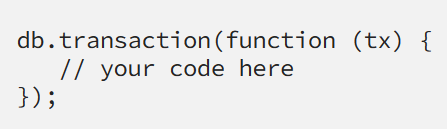 db.transaction(function (tx) {
   // your code here
});